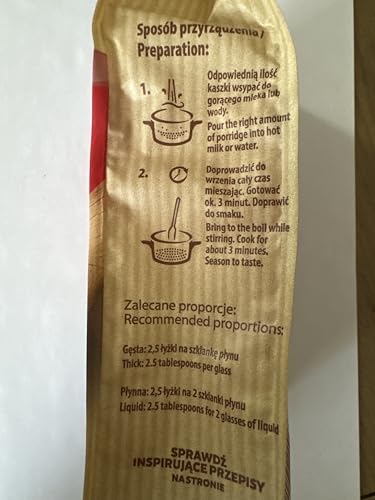 Sposób przyrządzenia /
Preparation:
1.
Odpowiednią ilość
kaszki wsypać do
gorącego mleka lub
wody.
Pour the right amount
of porridge into hot
milk or water.
2.
Doprowadzić do
wrzenia cały czas
mieszając. Gotować
ok. 3 minut. Doprawić
do smaku.
Bring to the boil while
stirring. Cook for
about 3 minutes.
Season to taste.
Zalecane proporcje:
Recommended proportions:
Gęsta: 2,5 łyżki na szklankę płynu
Thick: 2.5 tablespoons per glass
Płynna: 2,5 łyżki na 2 szklanki płynu
Liquid: 2.5 tablespoons for 2 glasses of liquid
SPRAWDŹ
INSPIRUJĄCE PRZEPISY
NA STRONIE